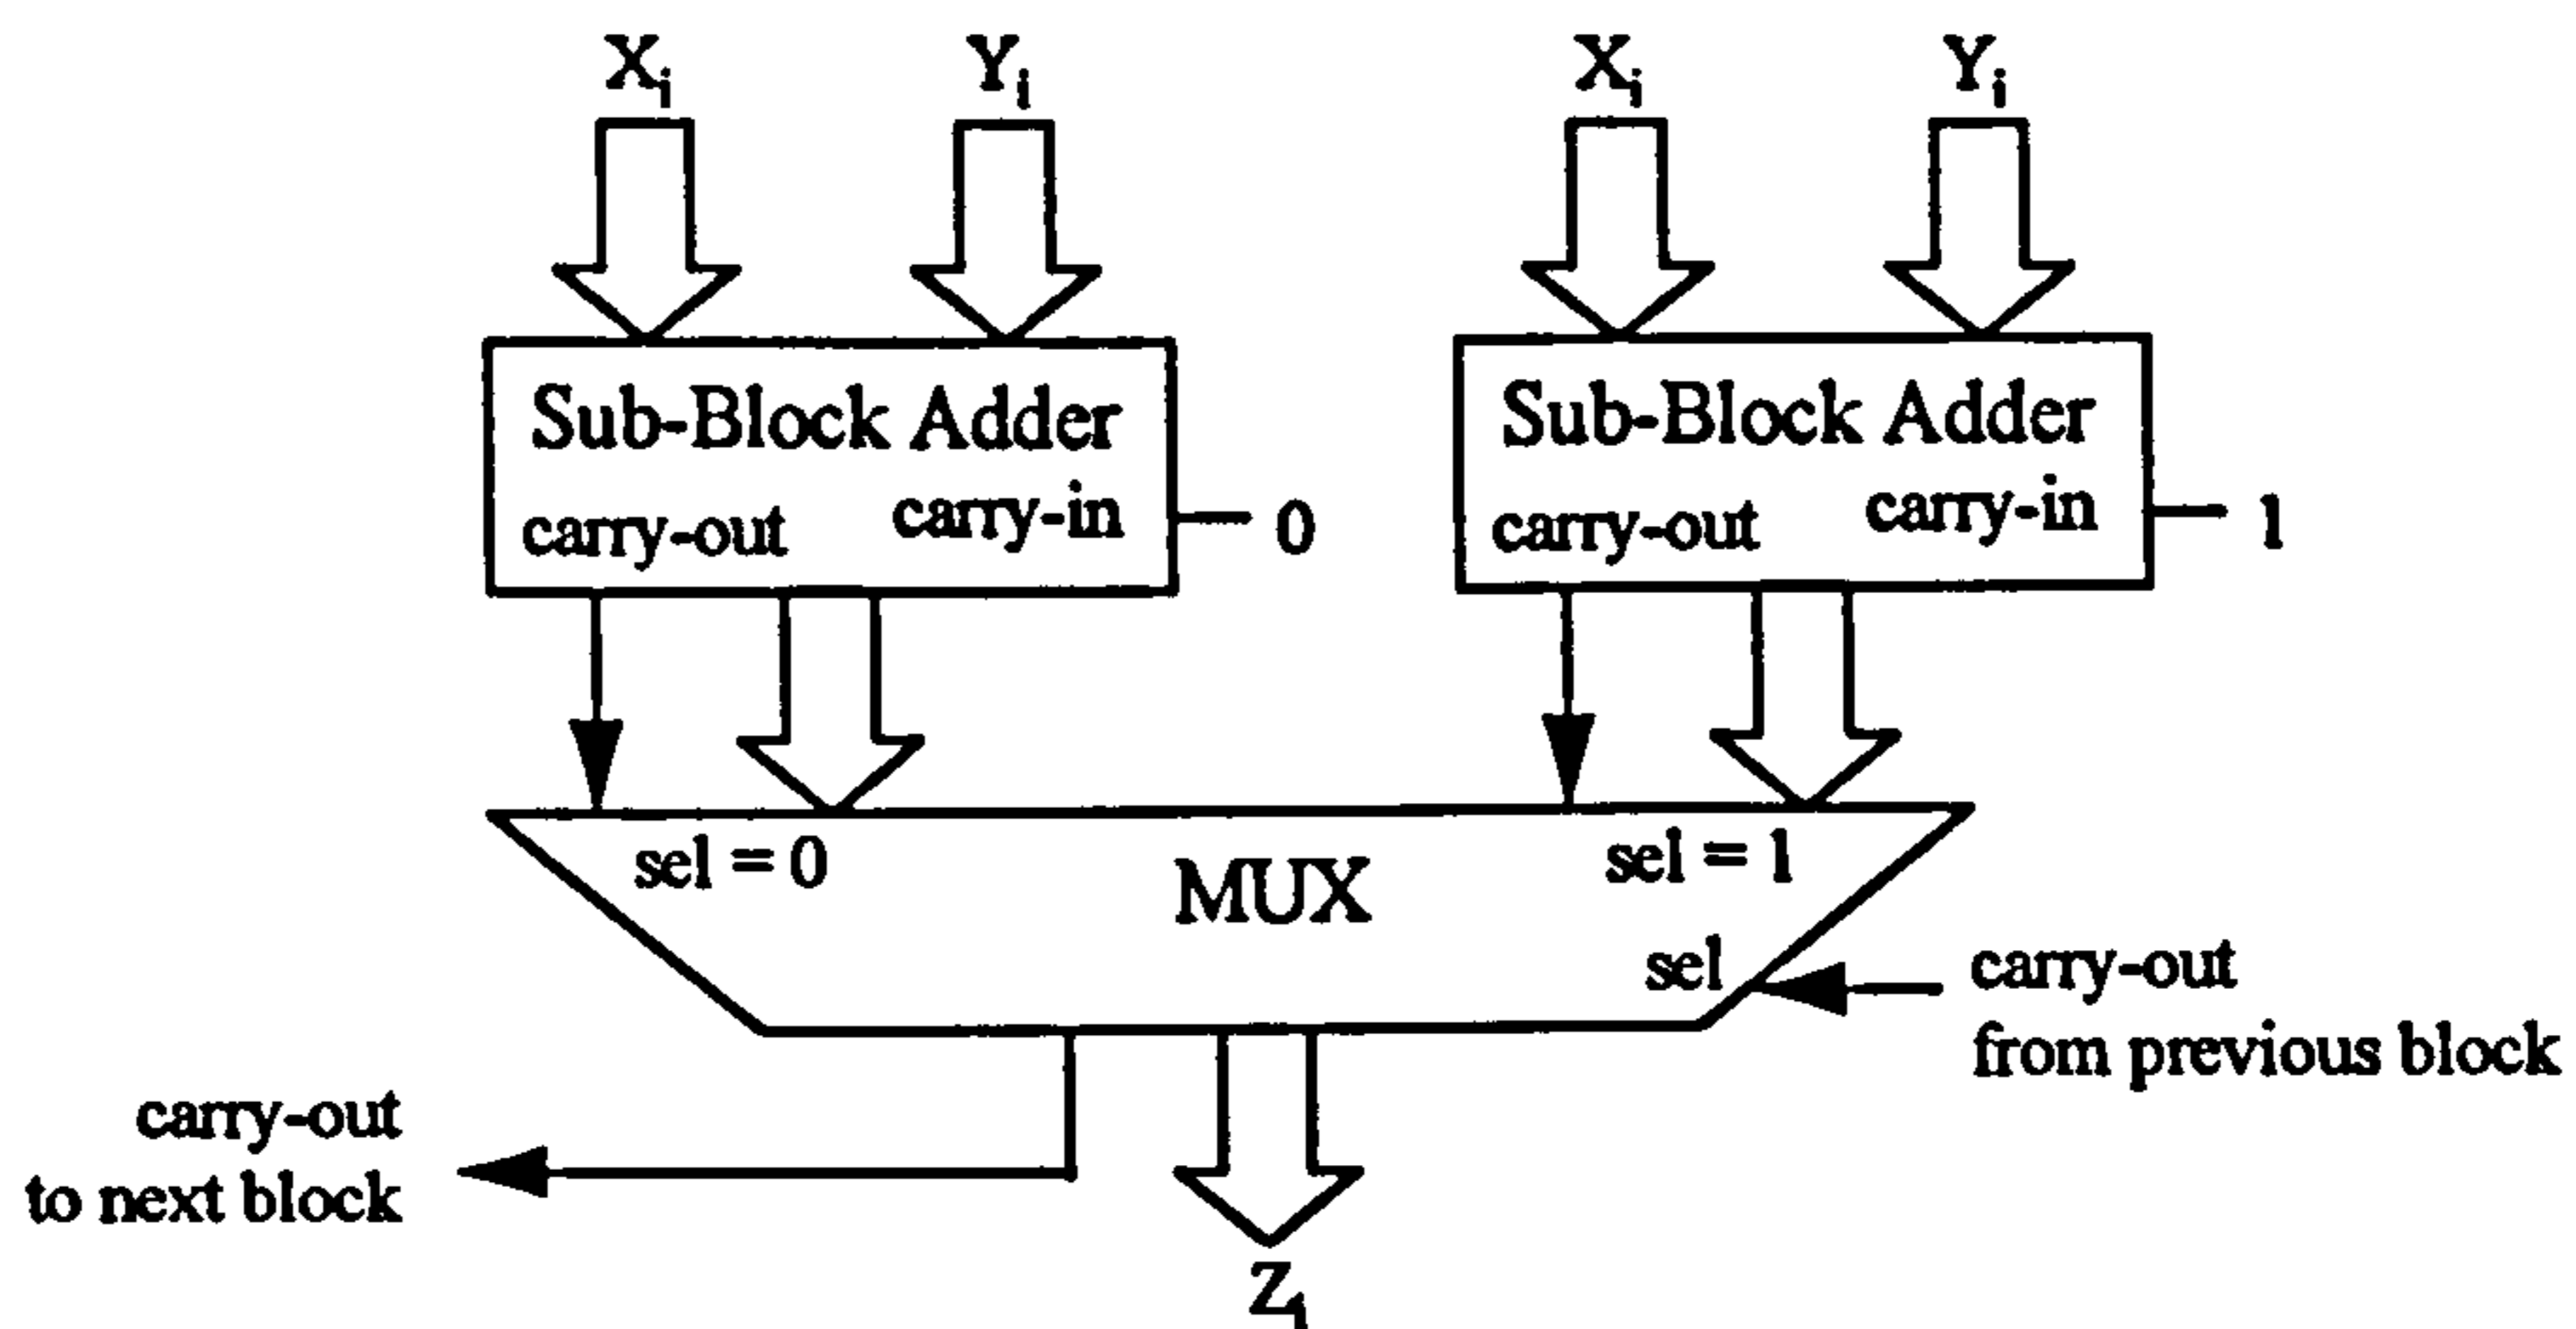 Xᵢ Yᵢ Xᵢ Yᵢ
Sub-Block Adder
carry-out carry-in
0
Sub-Block Adder
carry-out carry-in
1
sel = 0
MUX
sel = 1
sel
carry-out
from previous block
carry-out
to next block
Zᵢ